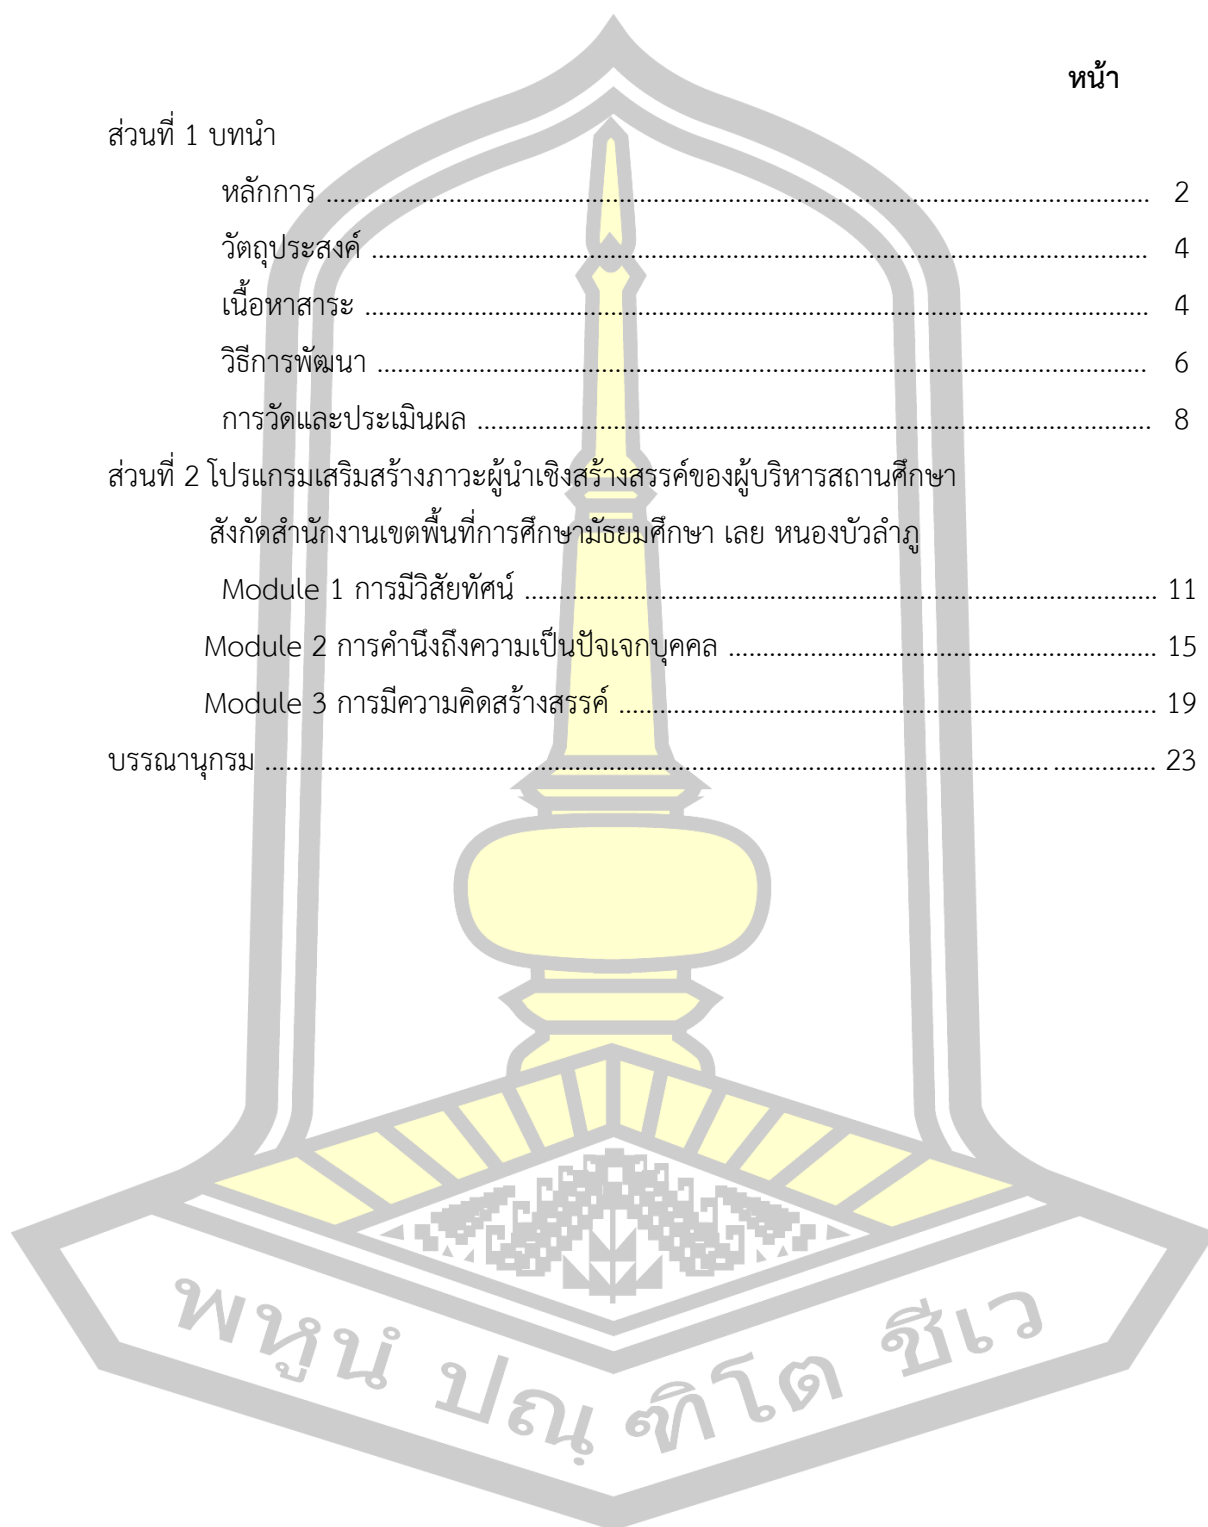 หน้า
ส่วนที่ 1 บทนำ
หลักการ ........................................................................................................................... 2
วัตถุประสงค์ .................................................................................................................... 4
เนื้อหาสาระ ..................................................................................................................... 4
วิธีการพัฒนา ................................................................................................................... 6
การวัดและประเมินผล .................................................................................................... 8
ส่วนที่ 2 โปรแกรมเสริมสร้างภาวะผู้นำเชิงสร้างสรรค์ของผู้บริหารสถานศึกษา
สังกัดสำนักงานเขตพื้นที่การศึกษามัธยมศึกษา เลย หนองบัวลำภู
Module 1 การมีวิสัยทัศน์ .............................................................................................. 11
Module 2 การคำนึงถึงความเป็นปัจเจกบุคคล ................................................................ 15
Module 3 การมีความคิดสร้างสรรค์ ................................................................................ 19
บรรณานุกรม .................................................................................................................................... 23
พหูนํ ปณฺฑิโต ชีเว